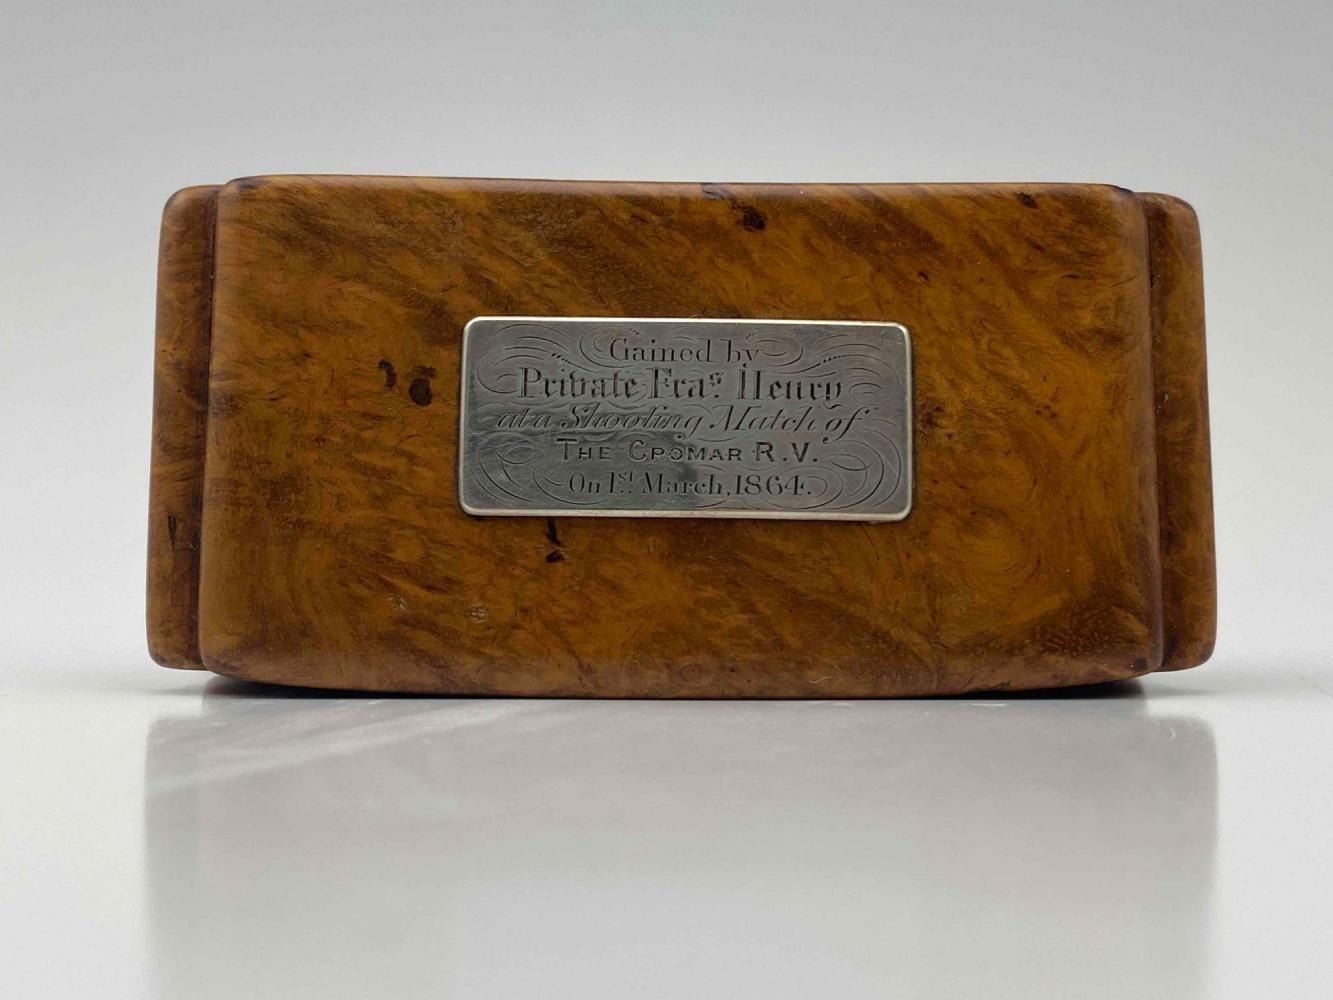 Gained by
Private Fras. Henry
at a Shooting Match of
THE CROMAR R.V.
On 1st March, 1864.